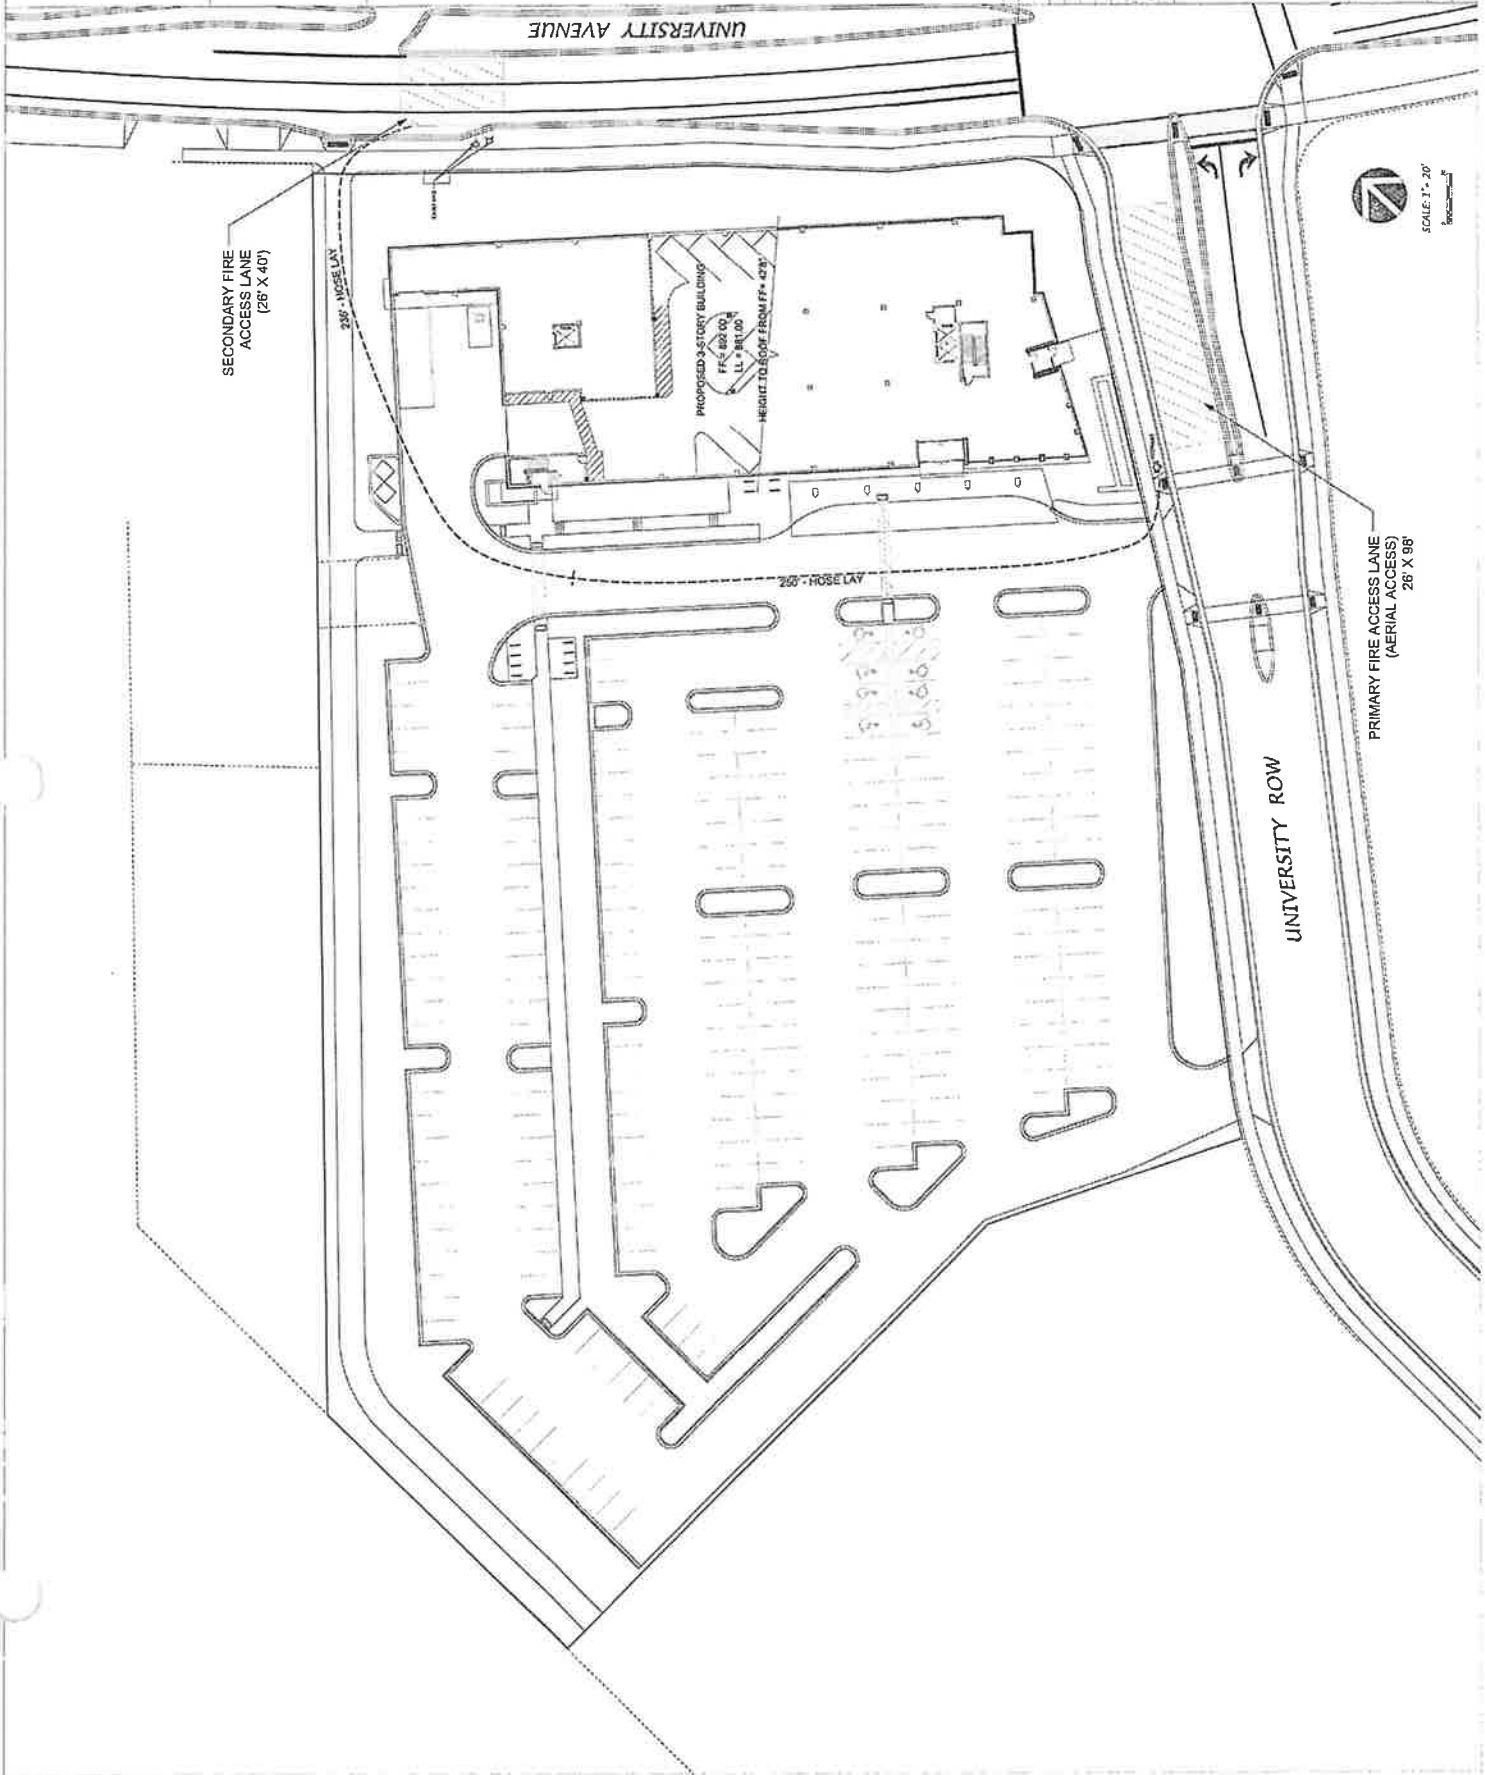 UNIVERSITY AVENUE
SECONDARY FIRE
ACCESS LANE
(26' X 40')
236' - HOSE LAY
PROPOSED 3-STORY BUILDING
FF = 892.00
LL = 881.00
HEIGHT TO ROOF FROM FF = 42'8"
250' - HOSE LAY
PRIMARY FIRE ACCESS LANE
(AERIAL ACCESS)
26' X 98'
UNIVERSITY ROW
SCALE: 1" = 20'